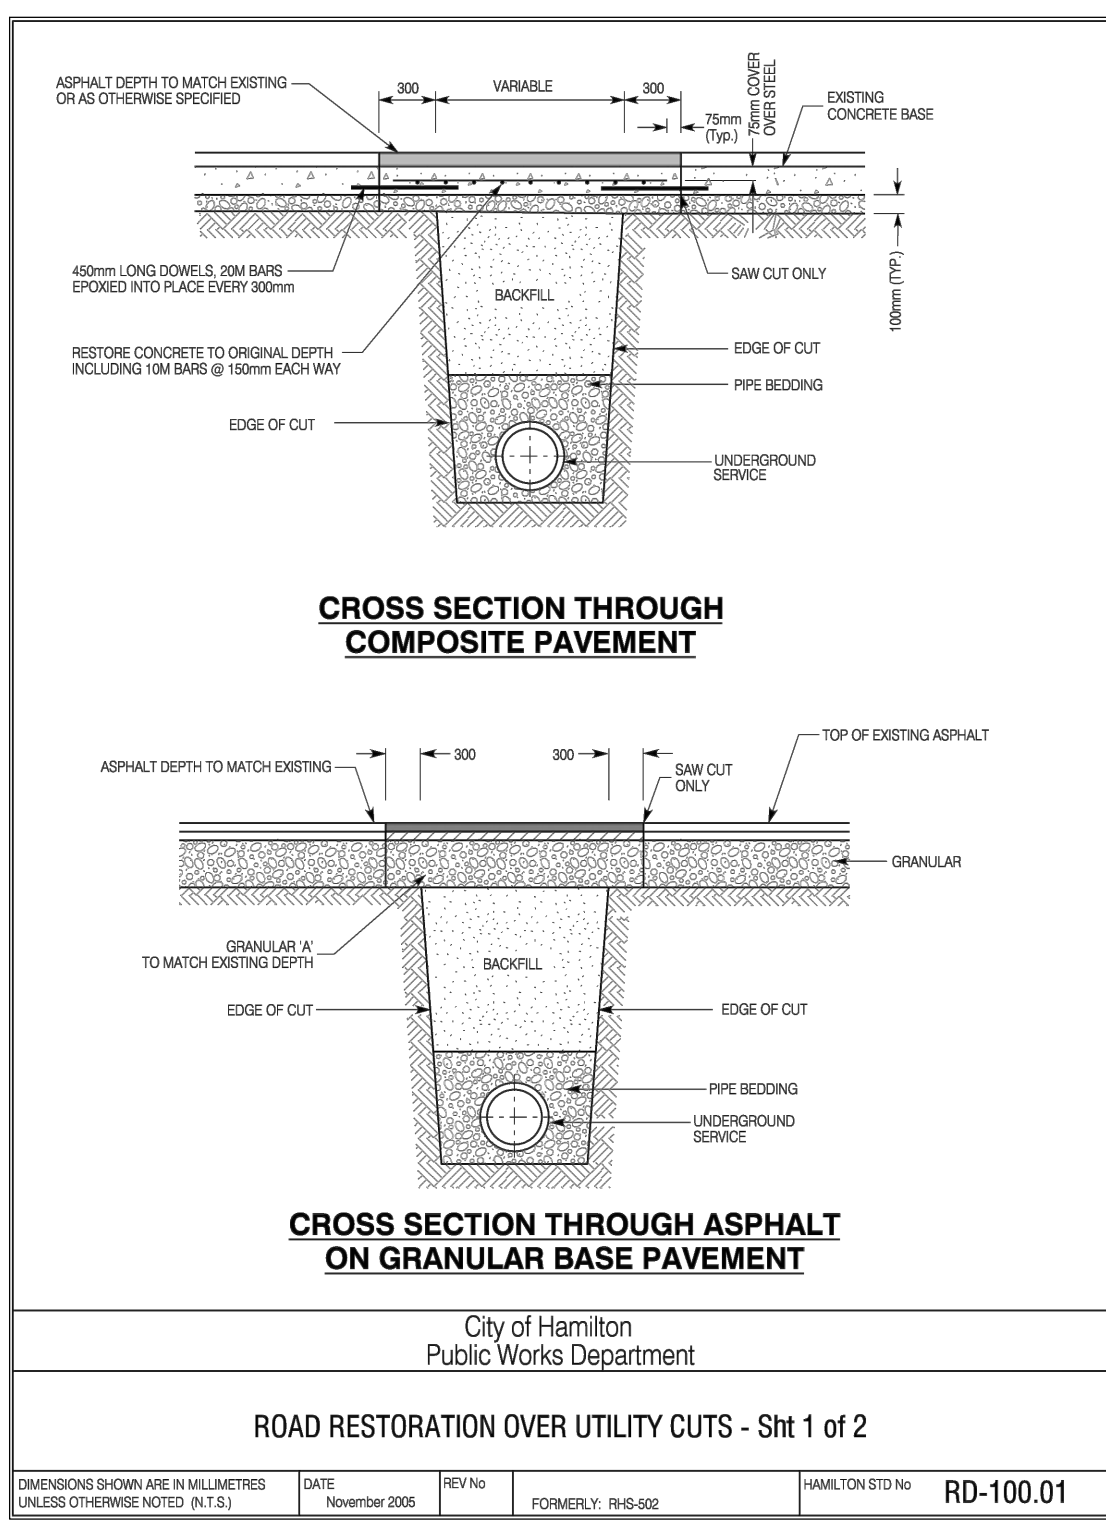 ASPHALT DEPTH TO MATCH EXISTING
OR AS OTHERWISE SPECIFIED
300
VARIABLE
300
75mm
(Typ.)
75mm COVER
OVER STEEL
EXISTING
CONCRETE BASE
450mm LONG DOWELS, 20M BARS
EPOXIED INTO PLACE EVERY 300mm
BACKFILL
SAW CUT ONLY
100mm (TYP.)
RESTORE CONCRETE TO ORIGINAL DEPTH
INCLUDING 10M BARS @ 150mm EACH WAY
EDGE OF CUT
PIPE BEDDING
EDGE OF CUT
UNDERGROUND
SERVICE
CROSS SECTION THROUGH
COMPOSITE PAVEMENT
ASPHALT DEPTH TO MATCH EXISTING
300
300
SAW CUT
ONLY
TOP OF EXISTING ASPHALT
GRANULAR
GRANULAR 'A'
TO MATCH EXISTING DEPTH
BACKFILL
EDGE OF CUT
EDGE OF CUT
PIPE BEDDING
UNDERGROUND
SERVICE
CROSS SECTION THROUGH ASPHALT
ON GRANULAR BASE PAVEMENT
City of Hamilton
Public Works Department
ROAD RESTORATION OVER UTILITY CUTS - Sht 1 of 2
DIMENSIONS SHOWN ARE IN MILLIMETRES
UNLESS OTHERWISE NOTED (N.T.S.)
DATE
November 2005
REV No
FORMERLY: RHS-502
HAMILTON STD No
RD-100.01